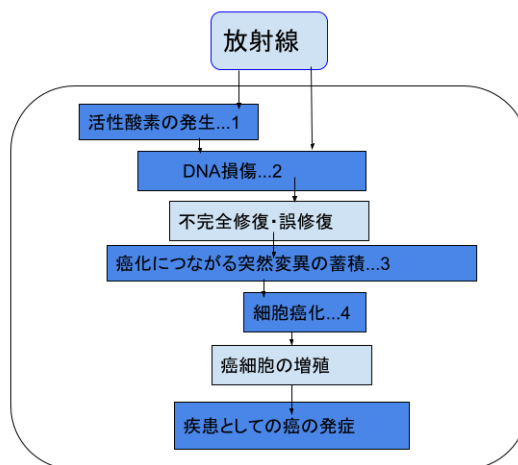 放射線
活性酸素の発生...1
DNA損傷...2
不完全修復・誤修復
癌化につながる突然変異の蓄積...3
細胞癌化...4
癌細胞の増殖
疾患としての癌の発症